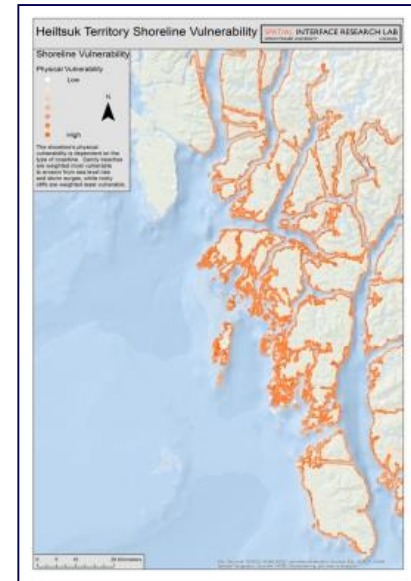 Heiltsuk Territory Shoreline Vulnerability
SPATIAL INTERFACE RESEARCH LAB
Shoreline Vulnerability
Physical Vulnerability
Low
N
High
The shoreline's physical
vulnerability is dependent on the
type of coastline. Sandy beaches
are weighted most vulnerable
to erosion from sea level rise
and storm surges, while rocky
cliffs are weighted least vulnerable.